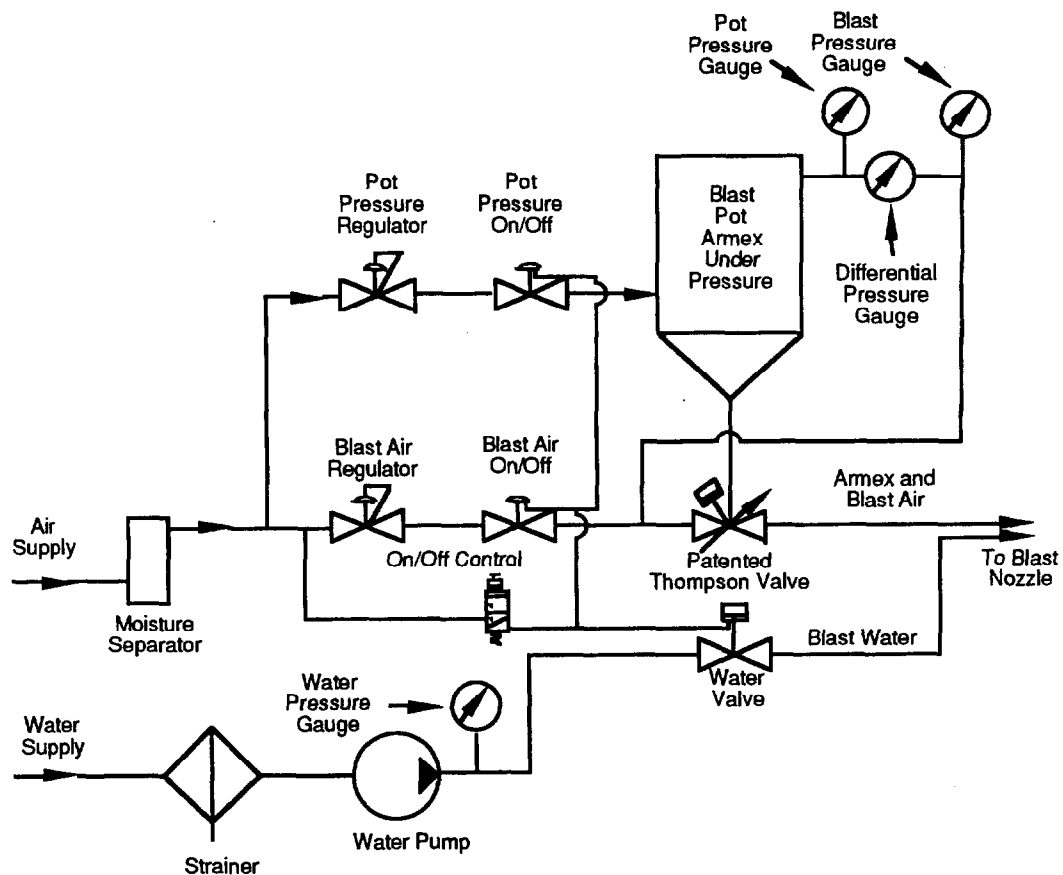 Pot
Pressure
Gauge
Blast
Pressure
Gauge
Pot
Pressure
Regulator
Pot
Pressure
On/Off
Blast
Pot
Armex
Under
Pressure
Differential
Pressure
Gauge
Blast Air
Regulator
Blast Air
On/Off
Armex and
Blast Air
Air
Supply
On/Off Control
Patented
Thompson Valve
To Blast
Nozzle
Moisture
Separator
Blast Water
Water
Valve
Water
Pressure
Gauge
Water
Supply
Water Pump
Strainer